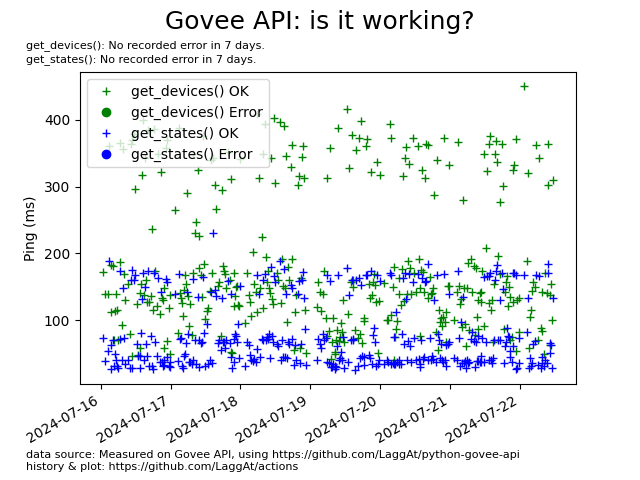 Govee API: is it working?
get_devices(): No recorded error in 7 days.
get_states(): No recorded error in 7 days.
get_devices() OK
get_devices() Error
get_states() OK
get_states() Error
Ping (ms)
400
300
200
100
2024-07-16
2024-07-17
2024-07-18
2024-07-19
2024-07-20
2024-07-21
2024-07-22
data source: Measured on Govee API, using https://github.com/LaggAt/python-govee-api
history & plot: https://github.com/LaggAt/actions